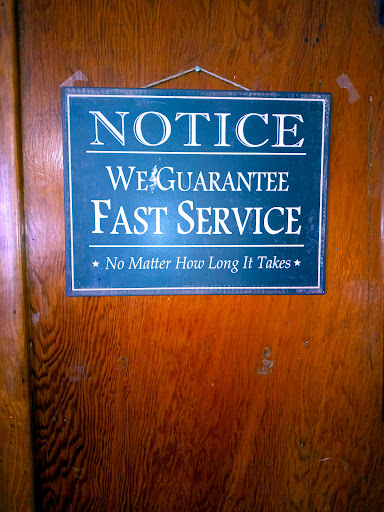 NOTICE
WE GUARANTEE
FAST SERVICE
★ No Matter How Long It Takes ★